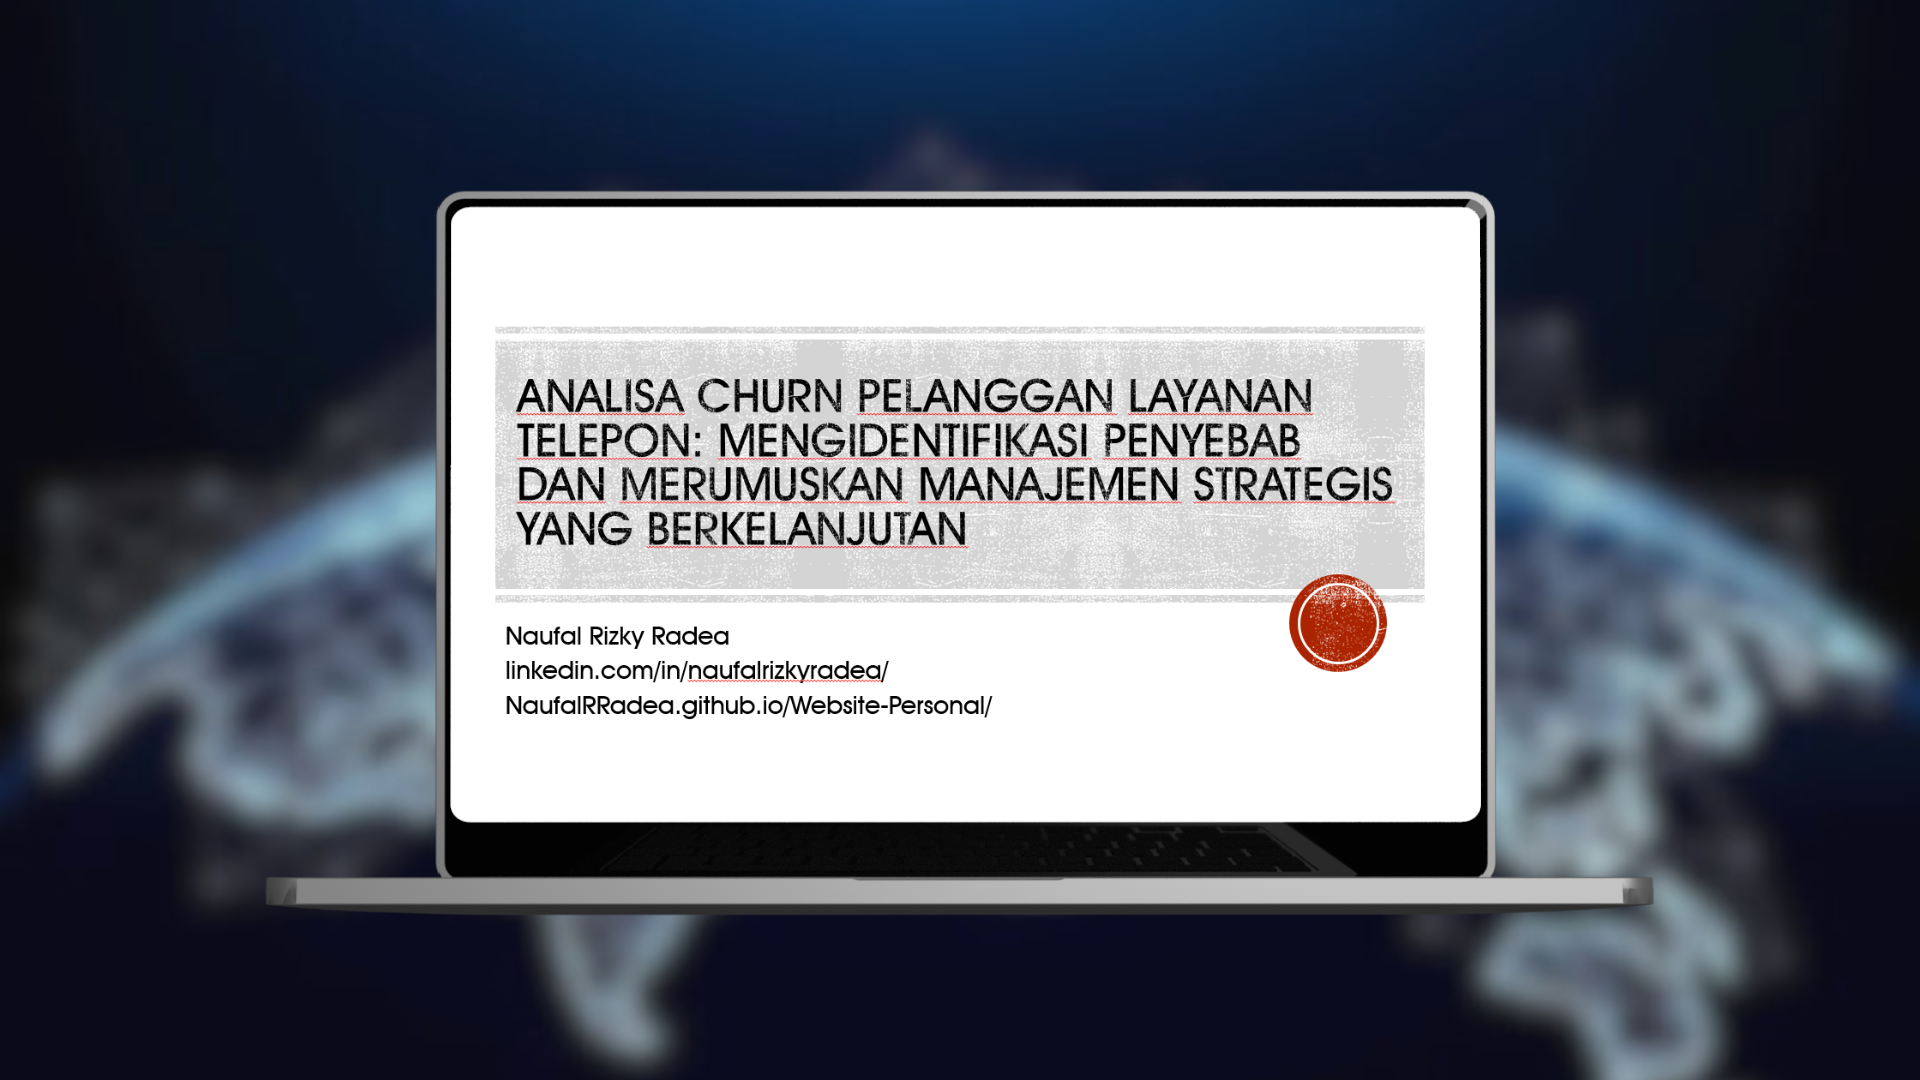 ANALISA CHURN PELANGGAN LAYANAN
TELEPON: MENGIDENTIFIKASI PENYEBAB
DAN MERUMUSKAN MANAJEMEN STRATEGIS
YANG BERKELANJUTAN
Naufal Rizky Radea
linkedin.com/in/naufalrizkyradea/
NaufalRRadea.github.io/Website-Personal/